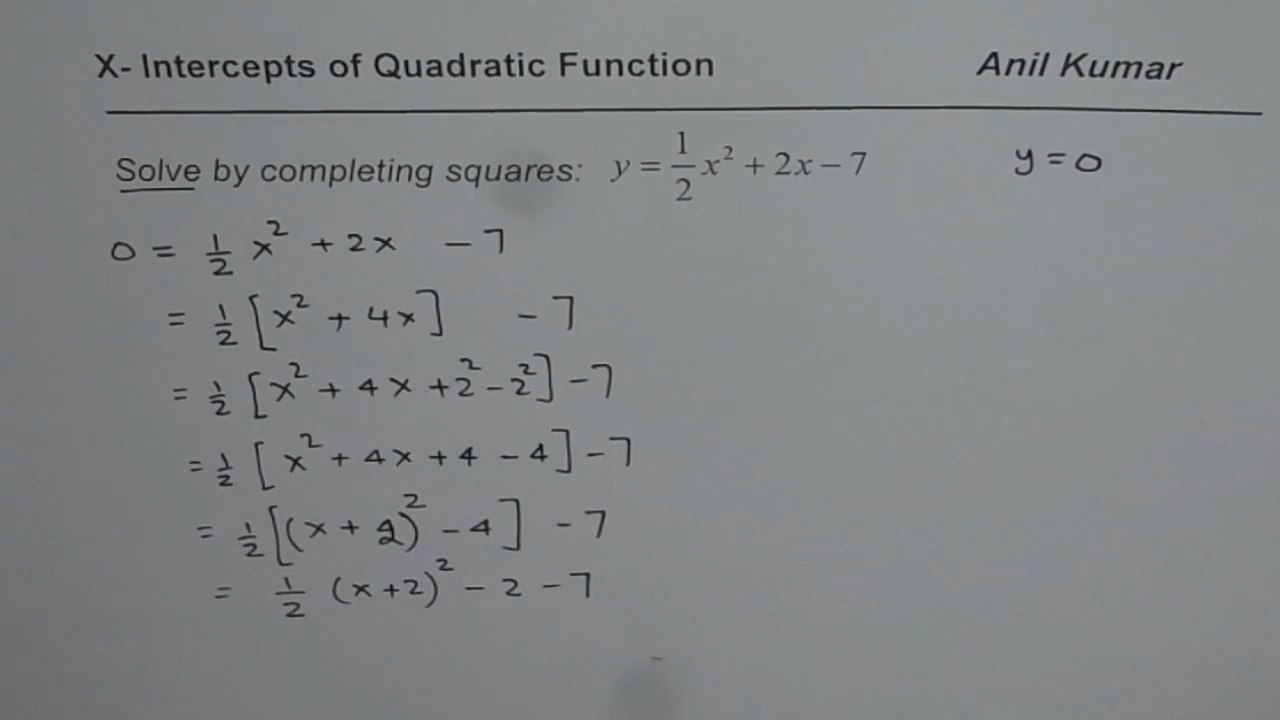 X- Intercepts of Quadratic Function Anil Kumar
Solve by completing squares: y = 1/2 x² + 2x − 7 y = 0
0 = 1/2 x² + 2x − 7
= 1/2 [x² + 4x] − 7
= 1/2 [x² + 4x + 2² − 2²] − 7
= 1/2 [x² + 4x + 4 − 4] − 7
= 1/2 [(x + 2)² − 4] − 7
= 1/2 (x+2)² − 2 − 7